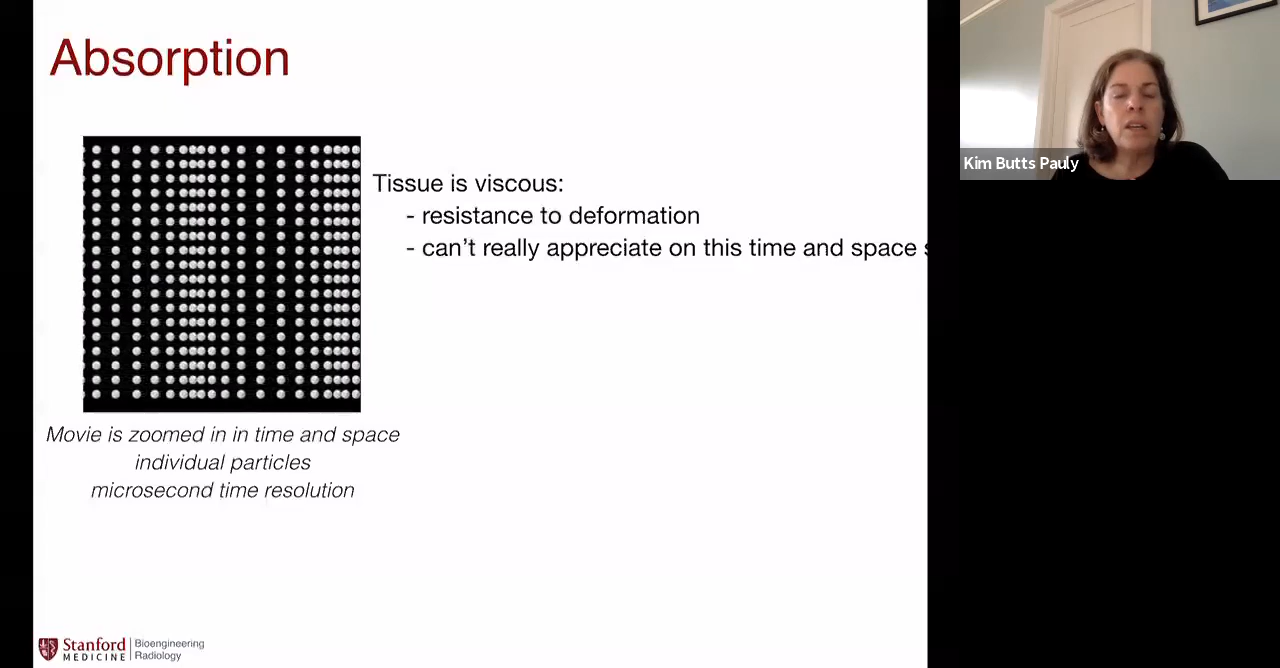 Absorption
Tissue is viscous:
- resistance to deformation
- can't really appreciate on this time and space
Movie is zoomed in in time and space
individual particles
microsecond time resolution
Stanford
MEDICINE
Bioengineering
Radiology
Kim Butts Pauly